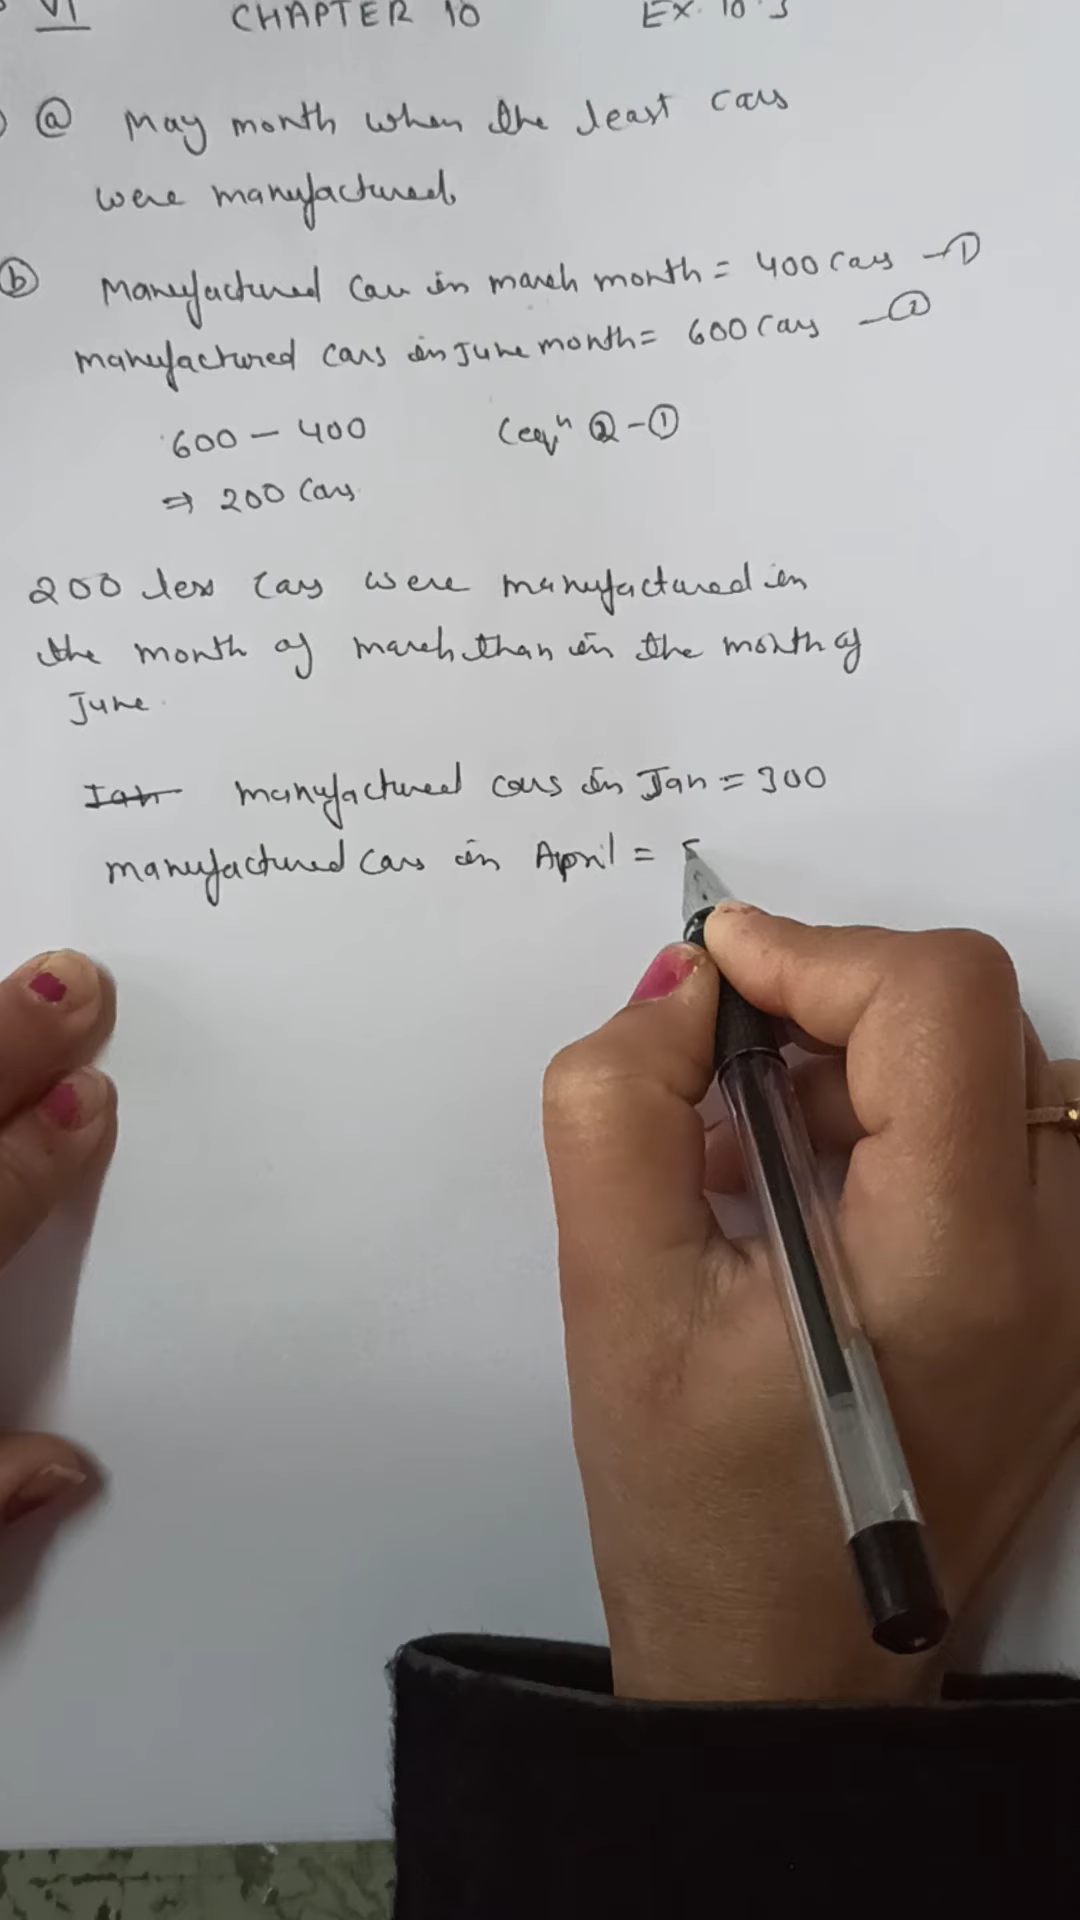 VI CHAPTER 10 Ex. 10.3
ⓐ May month when the least cars
were manufactured.
ⓑ Manufactured car in march month = 400 Cars —①
manufactured cars in June month = 600 Cars —②
600 — 400 (eqⁿ ②-①
⇒ 200 Cars
200 less cars were manufactured in
the month of march than in the month of
June.
manufactured cars in Jan = 300
manufactured cars in April = 5